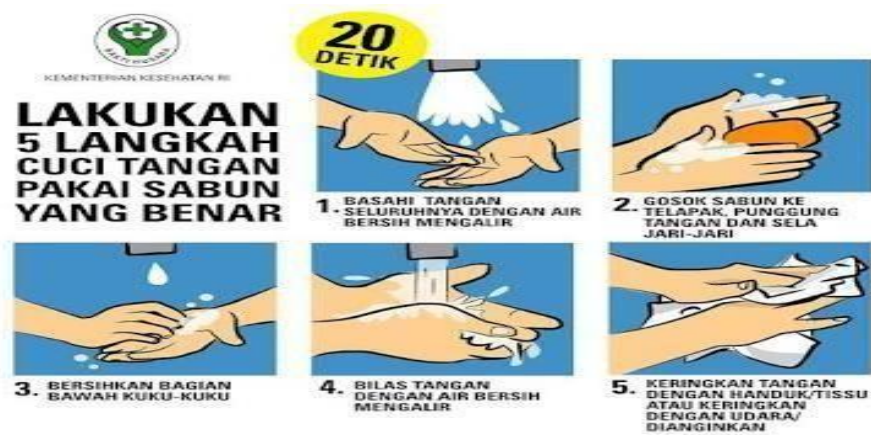 BAKTI HUSADA
KEMENTERIAN KESEHATAN RI
LAKUKAN
5 LANGKAH
CUCI TANGAN
PAKAI SABUN
YANG BENAR
20
DETIK
1. BASAHI TANGAN
SELURUHNYA DENGAN AIR
BERSIH MENGALIR
2. GOSOK SABUN KE
TELAPAK, PUNGGUNG
TANGAN DAN SELA
JARI-JARI
3. BERSIHKAN BAGIAN
BAWAH KUKU-KUKU
4. BILAS TANGAN
DENGAN AIR BERSIH
MENGALIR
5. KERINGKAN TANGAN
DENGAN HANDUK/TISSU
ATAU KERINGKAN
DENGAN UDARA/
DIANGINKAN